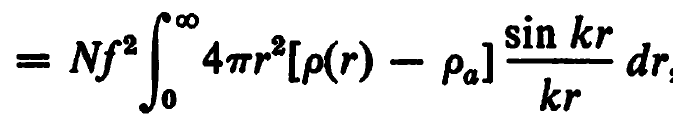 = Nf² ∫₀^∞ 4πr²[ρ(r) − ρₐ] (sin kr)/(kr) dr,